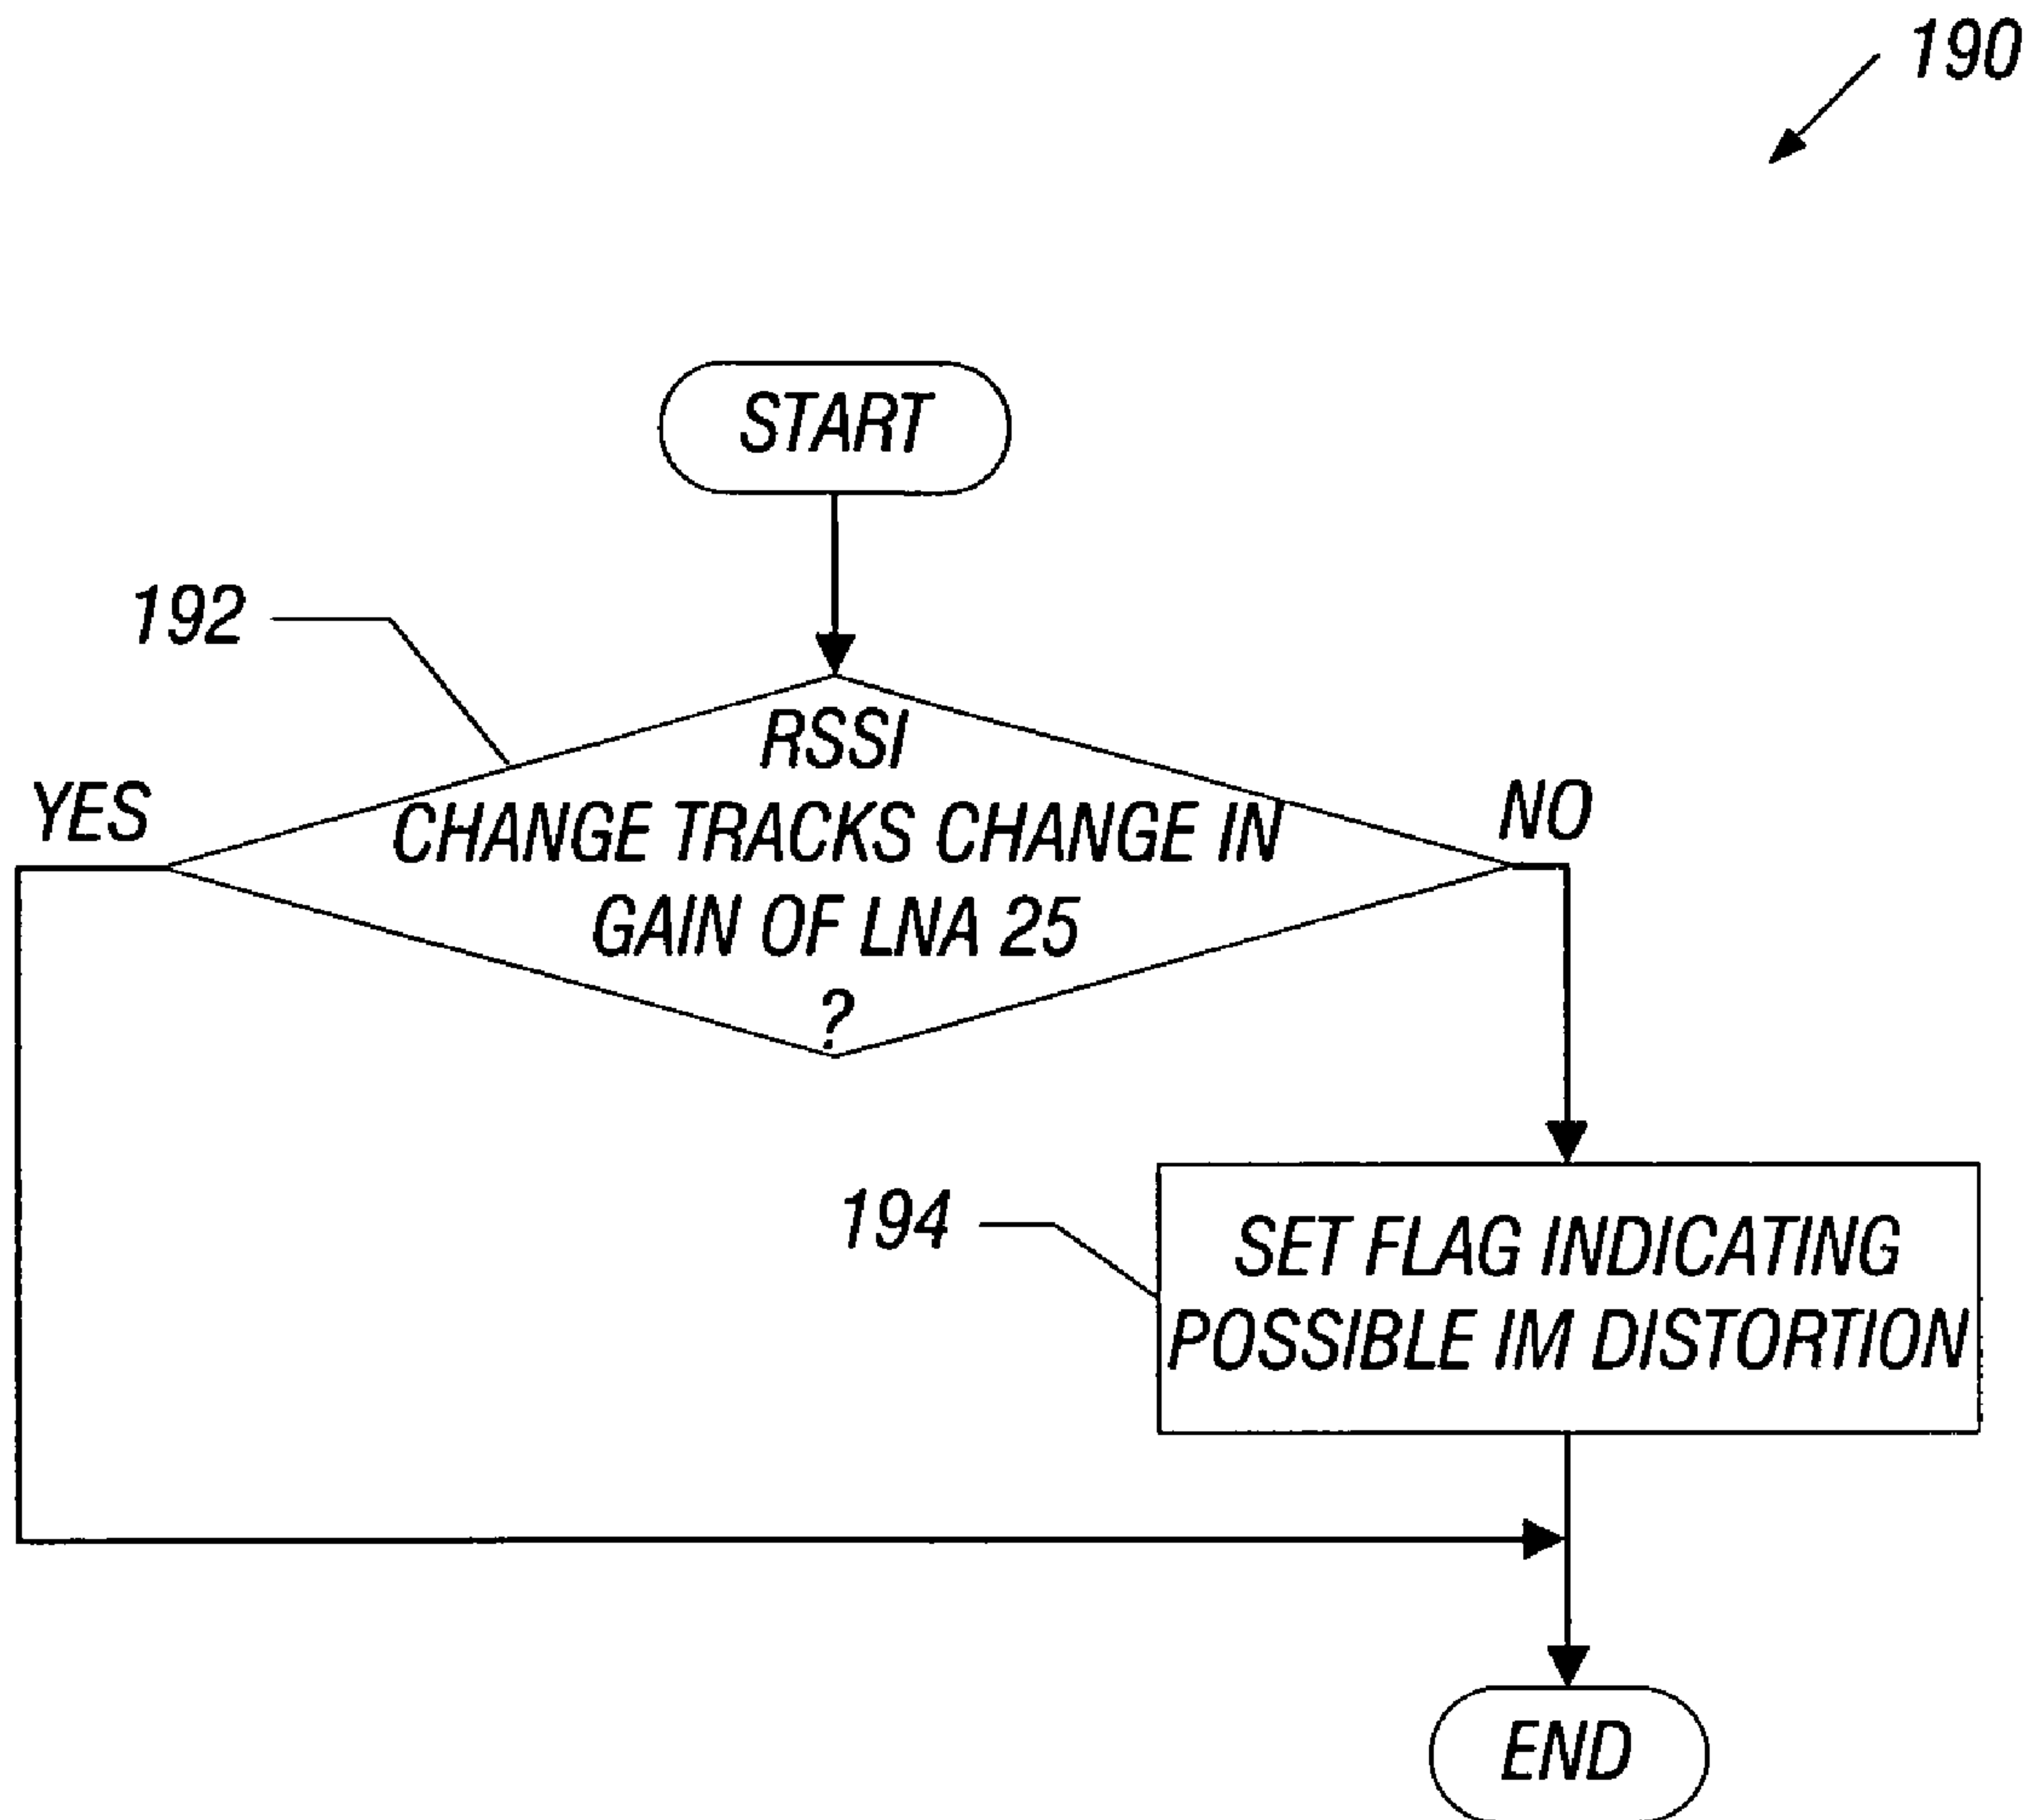 190
START
192
RSSI
YES
CHANGE TRACKS CHANGE IN
NO
GAIN OF LNA 25
?
194
SET FLAG INDICATING
POSSIBLE IM DISTORTION
END